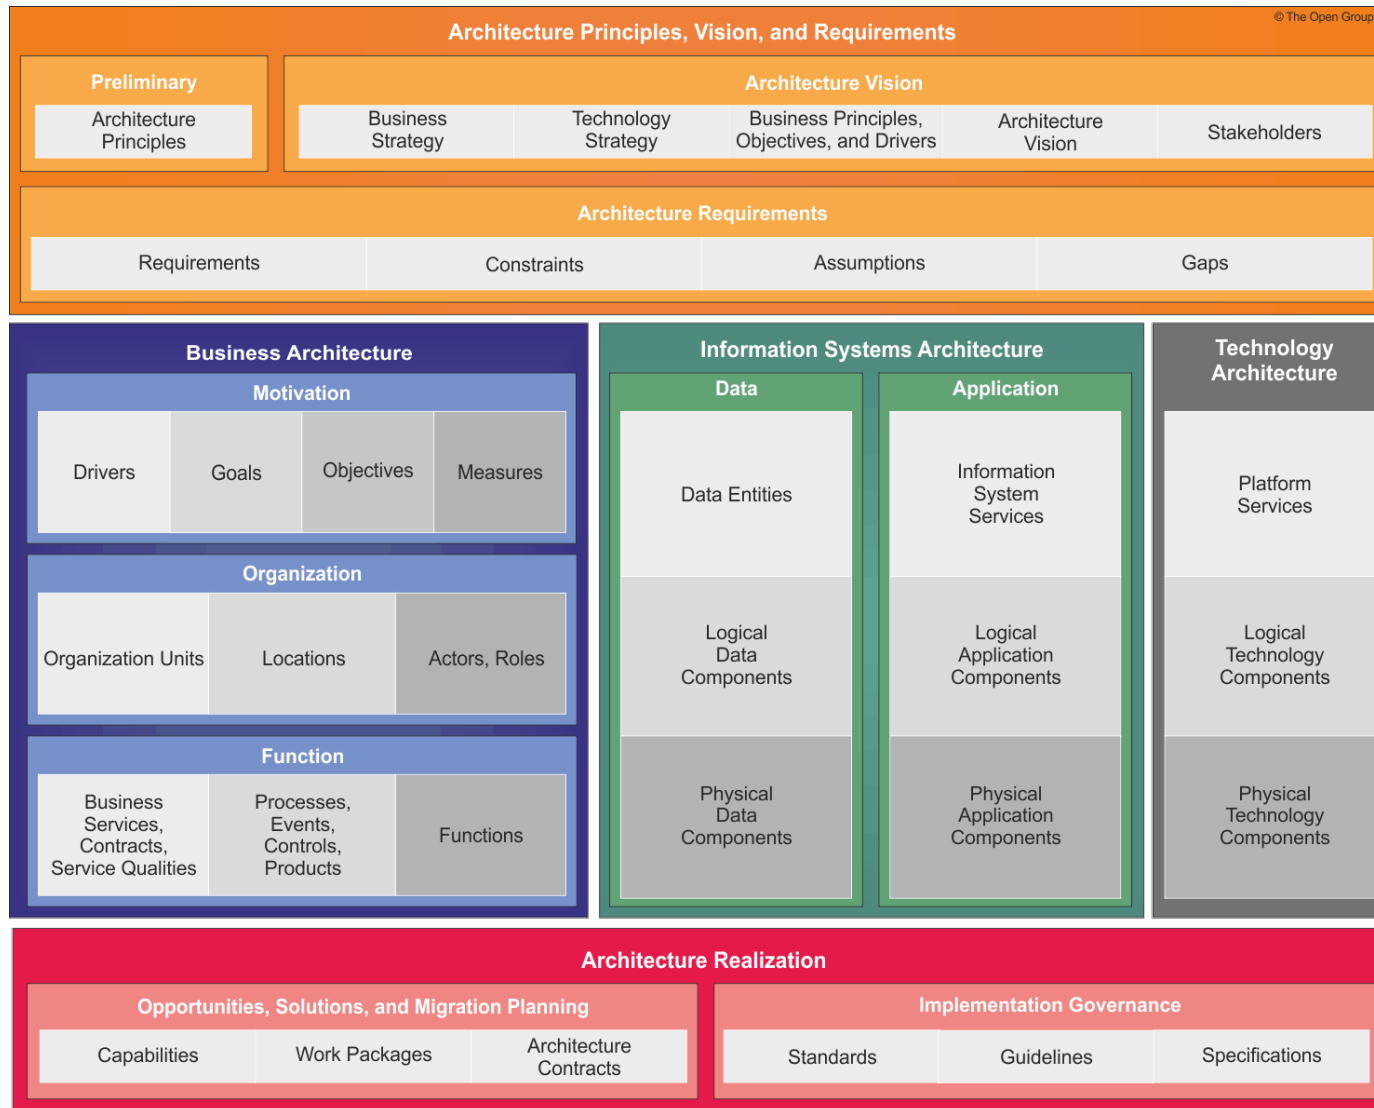 © The Open Group
Architecture Principles, Vision, and Requirements
Preliminary
Architecture
Principles
Architecture Vision
Business
Strategy
Technology
Strategy
Business Principles,
Objectives, and Drivers
Architecture
Vision
Stakeholders
Architecture Requirements
Requirements
Constraints
Assumptions
Gaps
Business Architecture
Motivation
Drivers
Goals
Objectives
Measures
Organization
Organization Units
Locations
Actors, Roles
Function
Business
Services,
Contracts,
Service Qualities
Processes,
Events,
Controls,
Products
Functions
Information Systems Architecture
Data
Data Entities
Logical
Data
Components
Physical
Data
Components
Application
Information
System
Services
Logical
Application
Components
Physical
Application
Components
Technology
Architecture
Platform
Services
Logical
Technology
Components
Physical
Technology
Components
Architecture Realization
Opportunities, Solutions, and Migration Planning
Capabilities
Work Packages
Architecture
Contracts
Implementation Governance
Standards
Guidelines
Specifications